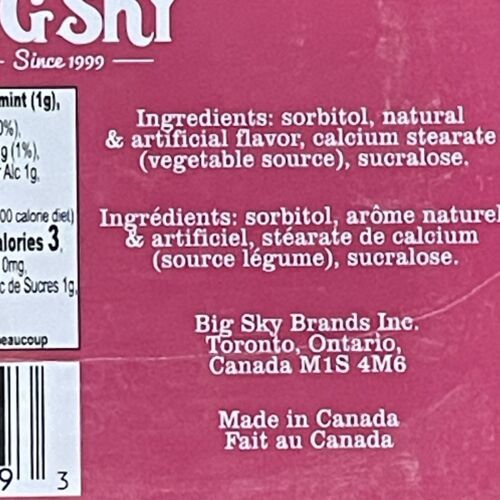 G SKY
Since 1999
mint (1g),
0%),
g (1%),
Alc 1g,
00 calorie diet)
alories 3,
0mg,
c de Sucres 1g,
beaucoup
9 3
Ingredients: sorbitol, natural
& artificial flavor, calcium stearate
(vegetable source), sucralose.
Ingrédients: sorbitol, arôme naturel
& artificiel, stéarate de calcium
(source légume), sucralose.
Big Sky Brands Inc.
Toronto, Ontario,
Canada M1S 4M6
Made in Canada
Fait au Canada